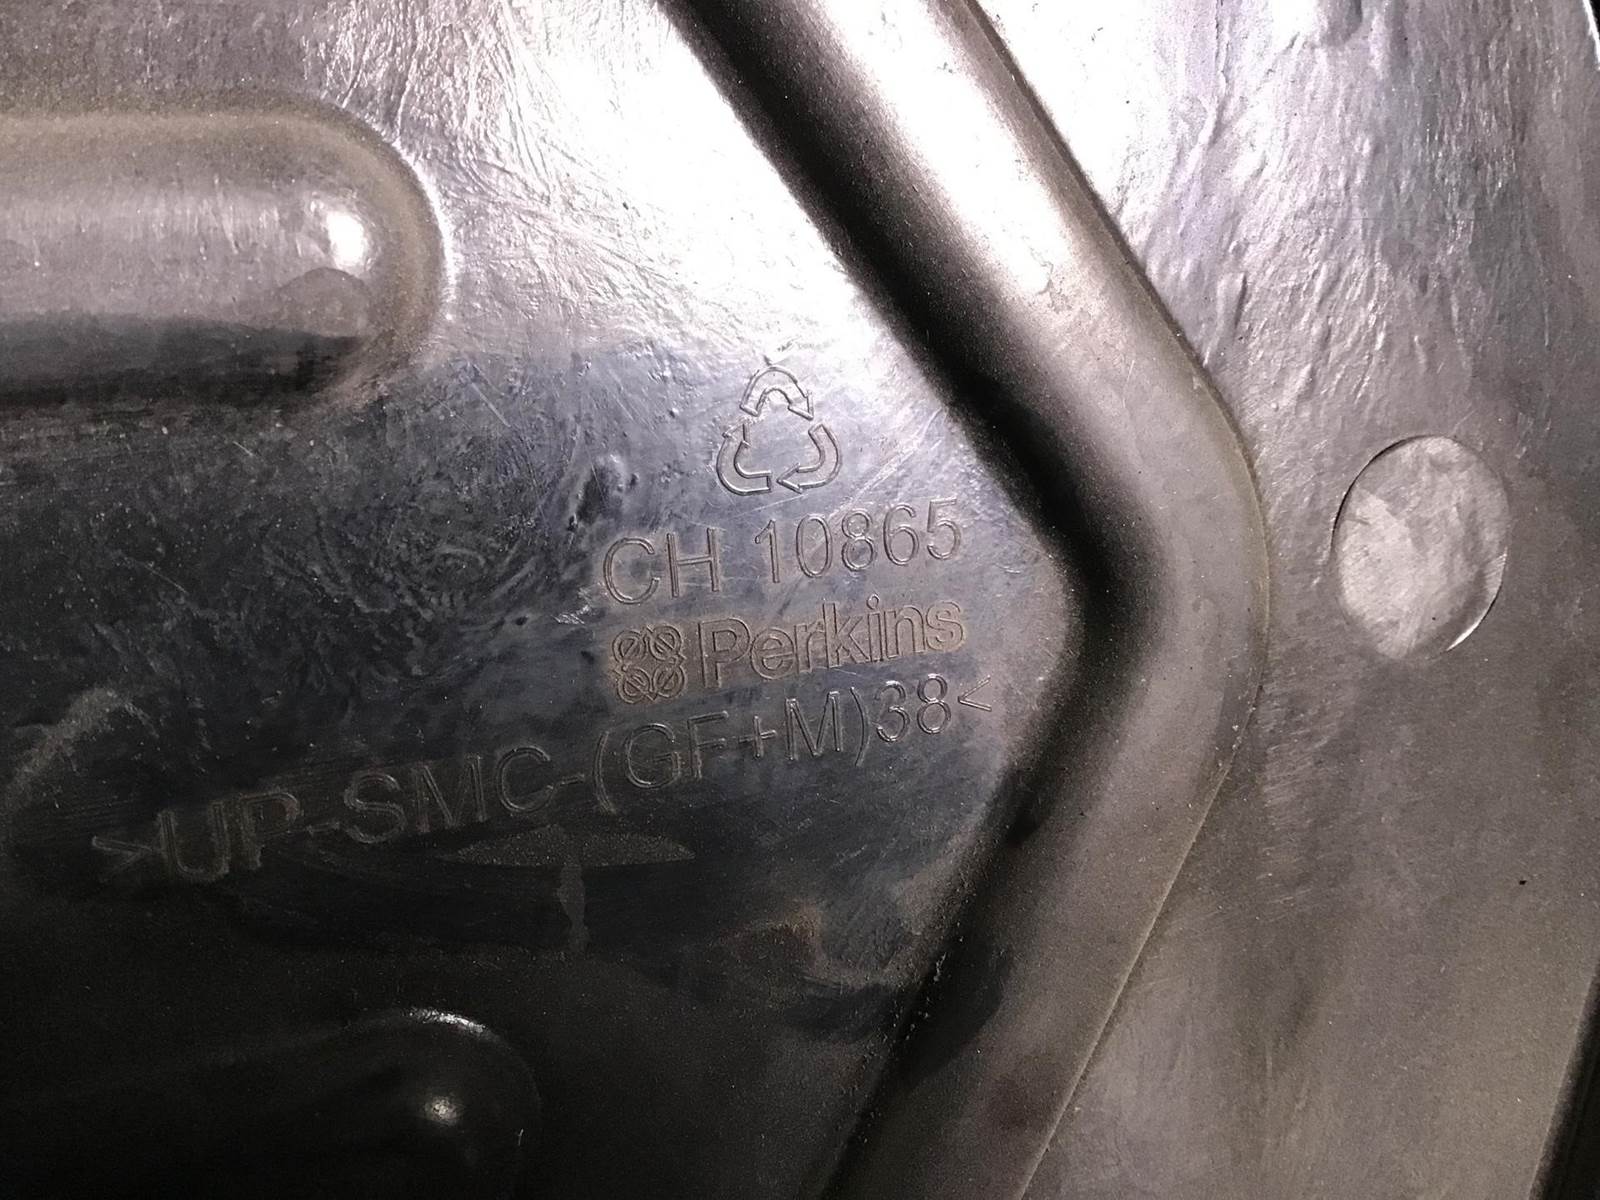 CH 10865
Perkins
>UP-SMC-(GF+M)38<